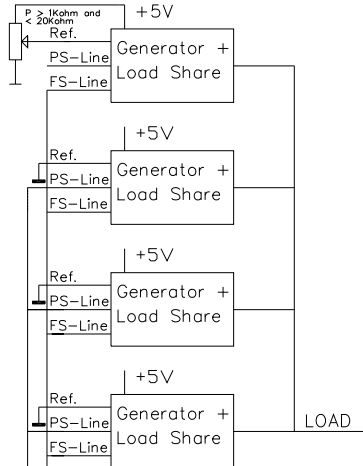 P > 1Kohm and
< 20Kohm
+5V
Ref.
PS-Line
FS-Line
Generator +
Load Share
+5V
Ref.
PS-Line
FS-Line
Generator +
Load Share
+5V
Ref.
PS-Line
FS-Line
Generator +
Load Share
+5V
Ref.
PS-Line
FS-Line
Generator +
Load Share
LOAD